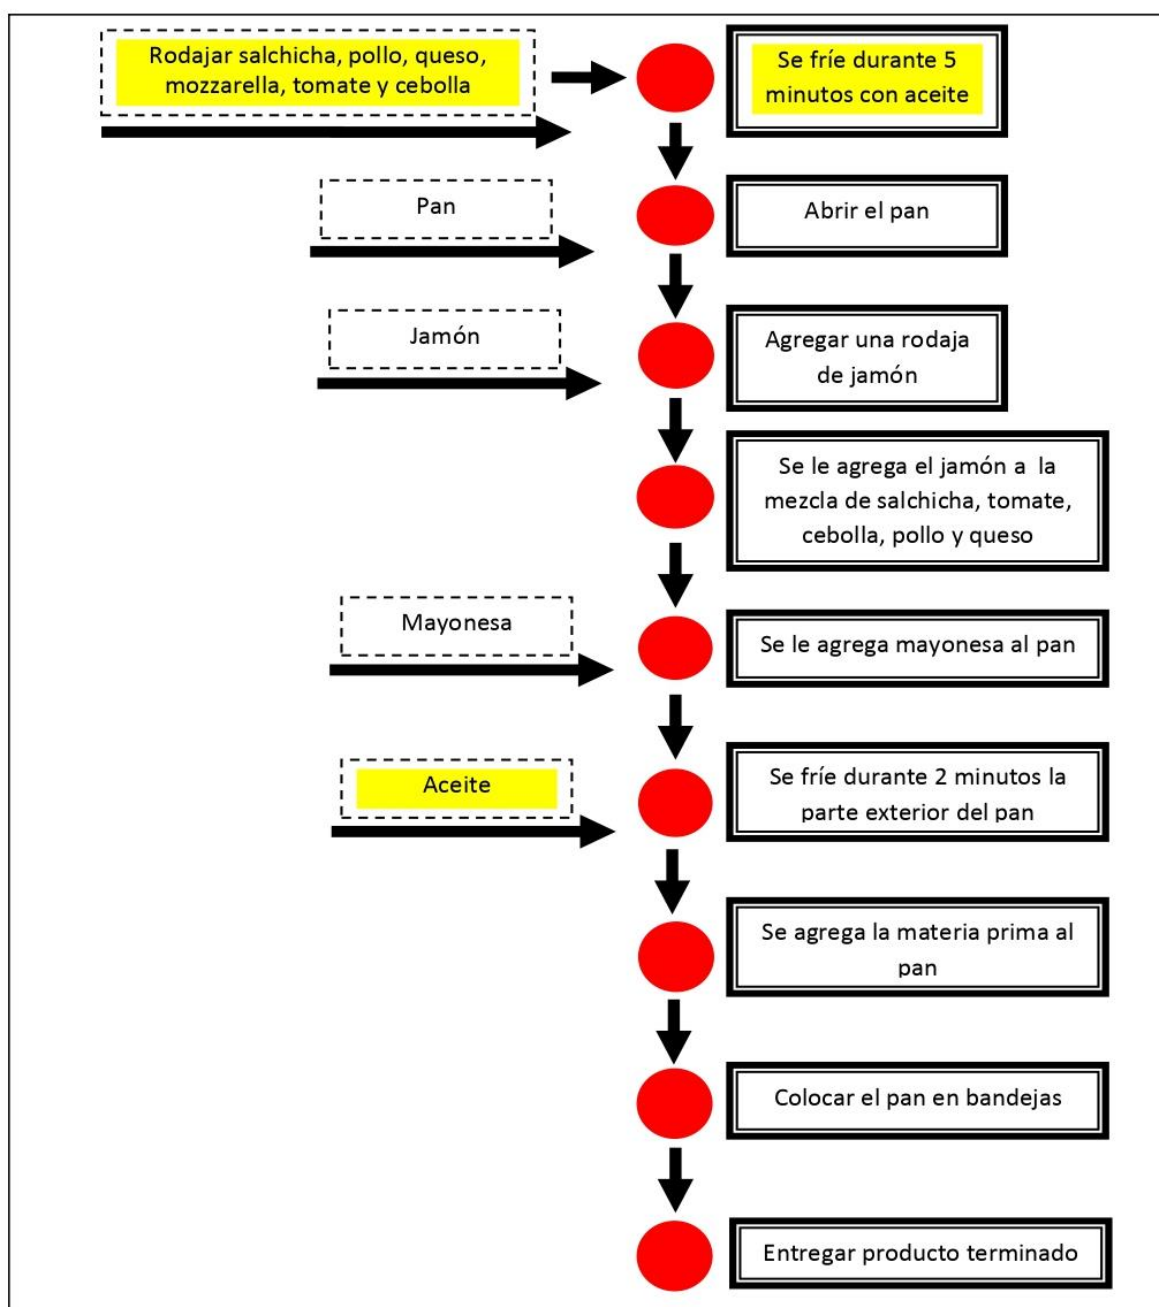 Rodajar salchicha, pollo, queso,
mozzarella, tomate y cebolla
Se fríe durante 5
minutos con aceite
Pan
Abrir el pan
Jamón
Agregar una rodaja
de jamón
Se le agrega el jamón a la
mezcla de salchicha, tomate,
cebolla, pollo y queso
Mayonesa
Se le agrega mayonesa al pan
Aceite
Se fríe durante 2 minutos la
parte exterior del pan
Se agrega la materia prima al
pan
Colocar el pan en bandejas
Entregar producto terminado